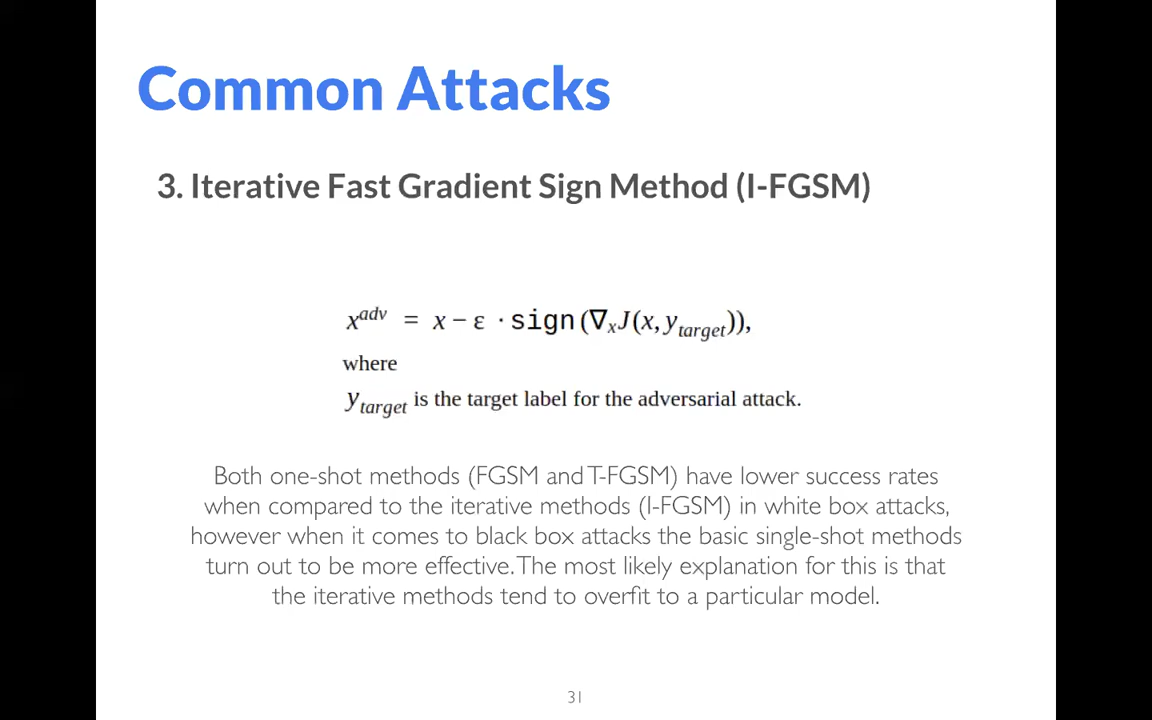 Common Attacks
3. Iterative Fast Gradient Sign Method (I-FGSM)
x^adv = x − ε · sign(∇_x J(x, y_target)),
where
y_target is the target label for the adversarial attack.
Both one-shot methods (FGSM and T-FGSM) have lower success rates
when compared to the iterative methods (I-FGSM) in white box attacks,
however when it comes to black box attacks the basic single-shot methods
turn out to be more effective. The most likely explanation for this is that
the iterative methods tend to overfit to a particular model.
31